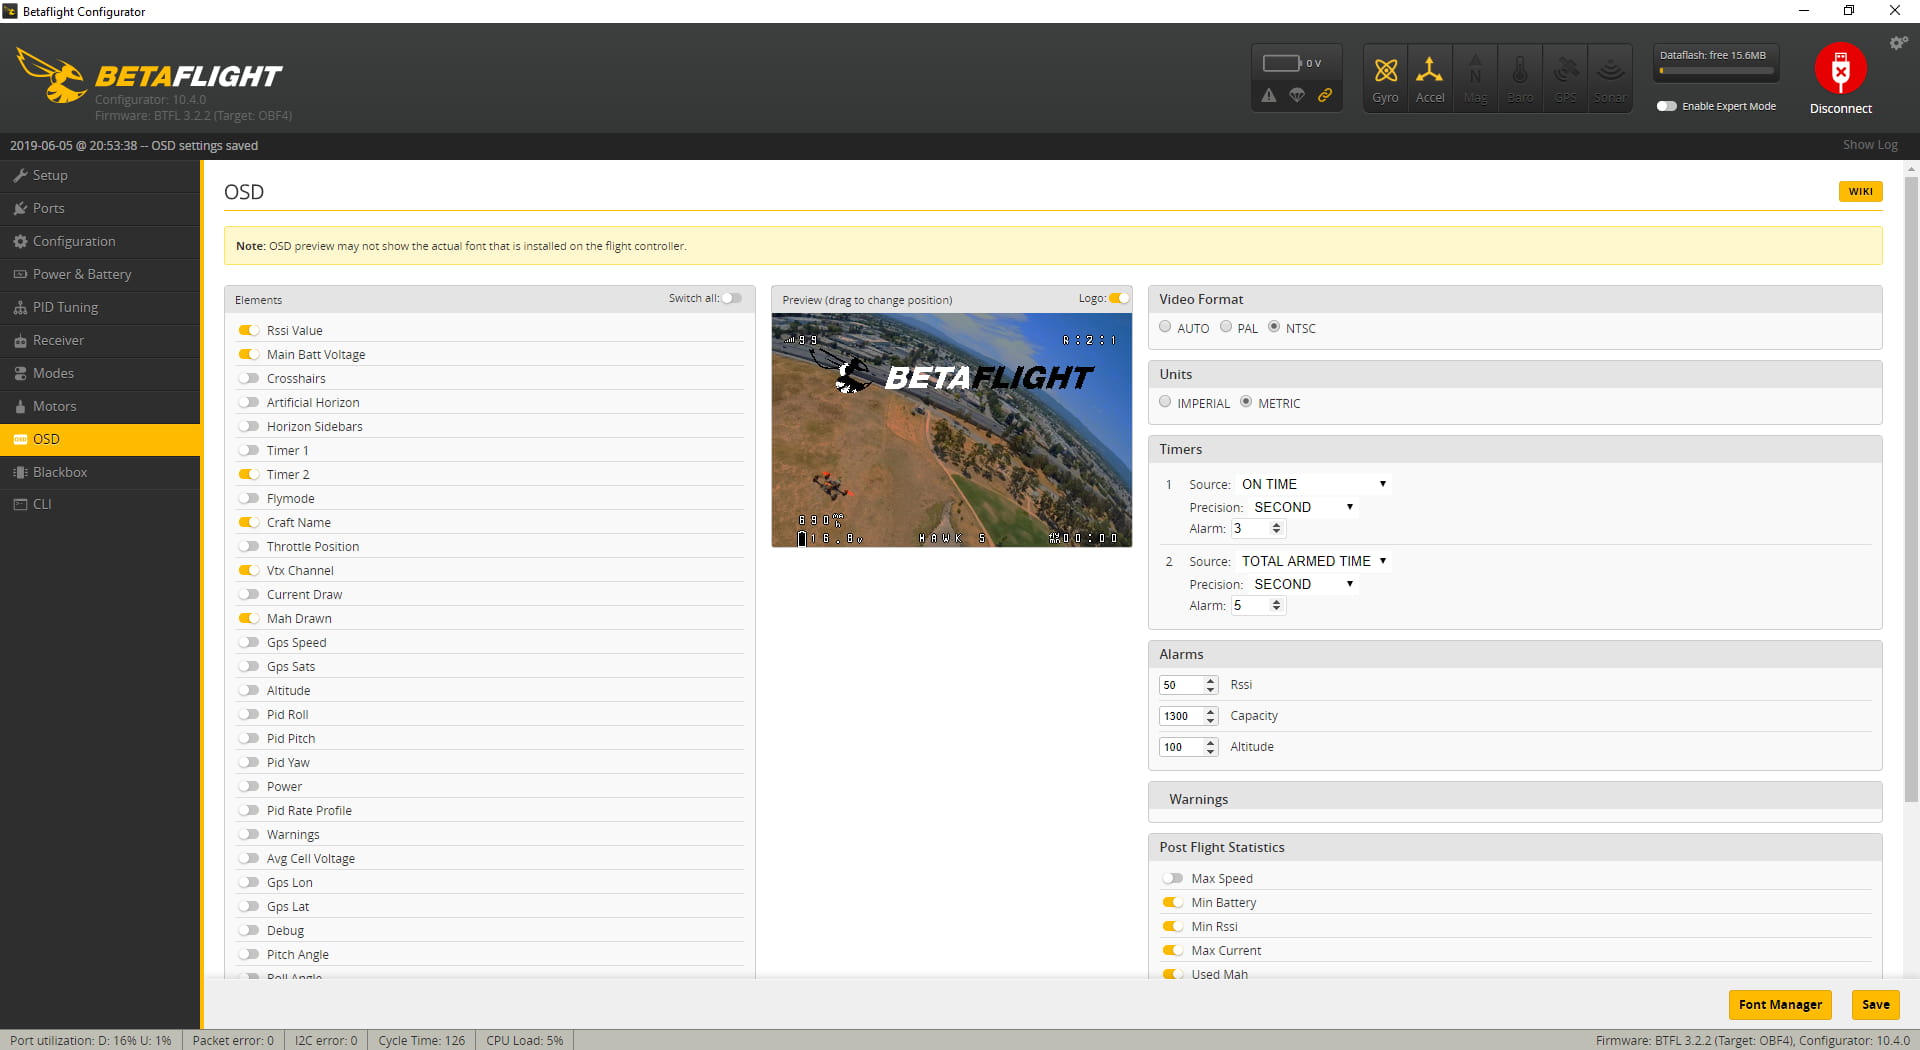 Betaflight Configurator
BETAFLIGHT
Configurator: 10.4.0
Firmware: BTFL 3.2.2 (Target: OBF4)
0 V
Gyro
Accel
Mag
Baro
GPS
Sonar
Dataflash: free 15.6MB
Enable Expert Mode
Disconnect
2019-06-05 @ 20:53:38 -- OSD settings saved
Show Log
Setup
Ports
Configuration
Power & Battery
PID Tuning
Receiver
Modes
Motors
OSD
Blackbox
CLI
OSD
WIKI
Note: OSD preview may not show the actual font that is installed on the flight controller.
Elements
Switch all:
Rssi Value
Main Batt Voltage
Crosshairs
Artificial Horizon
Horizon Sidebars
Timer 1
Timer 2
Flymode
Craft Name
Throttle Position
Vtx Channel
Current Draw
Mah Drawn
Gps Speed
Gps Sats
Altitude
Pid Roll
Pid Pitch
Pid Yaw
Power
Pid Rate Profile
Warnings
Avg Cell Voltage
Gps Lon
Gps Lat
Debug
Pitch Angle
Roll Angle
Preview (drag to change position)
Logo:
99
R:2:1
BETAFLIGHT
690 mAh
16.8V
HAWK 5
FLY MN 00:00
Video Format
AUTO PAL NTSC
Units
IMPERIAL METRIC
Timers
1 Source: ON TIME
Precision: SECOND
Alarm: 3
2 Source: TOTAL ARMED TIME
Precision: SECOND
Alarm: 5
Alarms
50 Rssi
1300 Capacity
100 Altitude
Warnings
Post Flight Statistics
Max Speed
Min Battery
Min Rssi
Max Current
Used Mah
Font Manager
Save
Port utilization: D: 16% U: 1%
Packet error: 0
I2C error: 0
Cycle Time: 126
CPU Load: 5%
Firmware: BTFL 3.2.2 (Target: OBF4), Configurator: 10.4.0